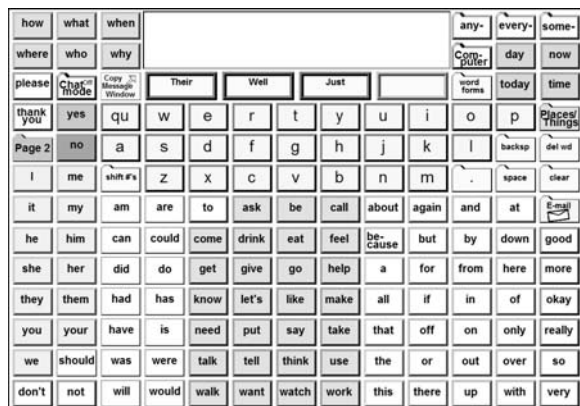 how what when any- every- some-
where who why Com-puter day now
please Chat Off mode Copy Message Window Their Well Just word forms today time
thank you yes qu w e r t y u i o p Places/Things
Page 2 no a s d f g h j k l backsp del wd
I me shift #'s z x c v b n m . space clear
it my am are to ask be call about again and at E-mail
he him can could come drink eat feel be-cause but by down good
she her did do get give go help a for from here more
they them had has know let's like make all if in of okay
you your have is need put say take that off on only really
we should was were talk tell think use the or out over so
don't not will would walk want watch work this there up with very